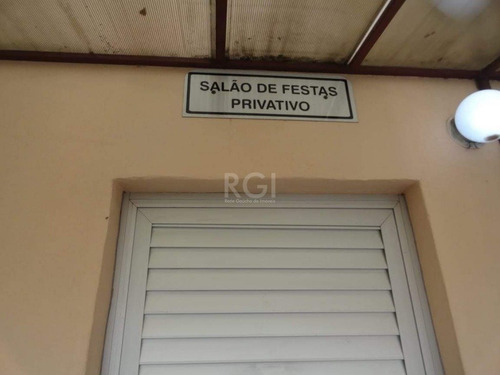 SALÃO DE FESTAS
PRIVATIVO
RGI